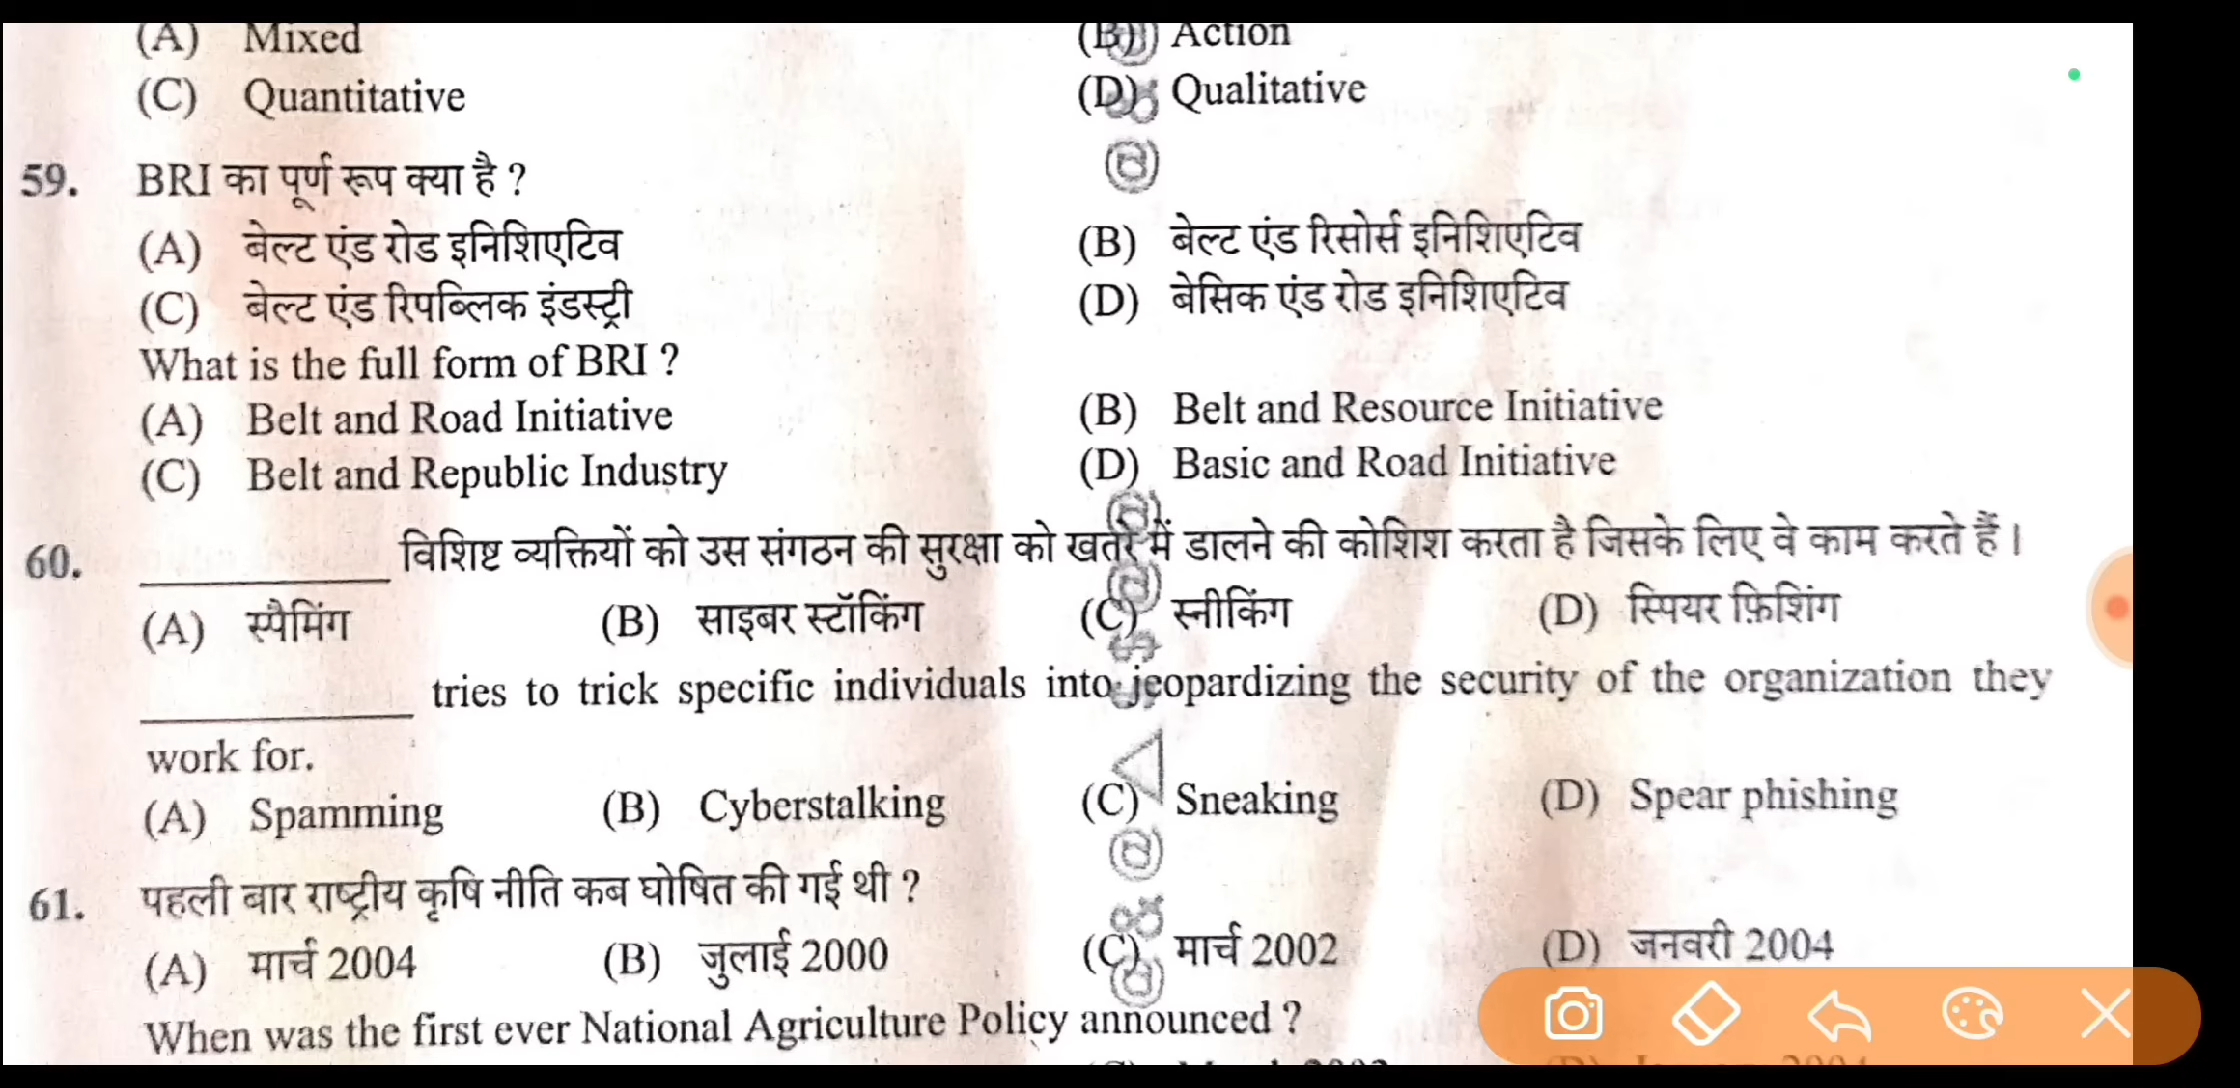 (A) Mixed (B) Action
(C) Quantitative (D) Qualitative
59. BRI का पूर्ण रूप क्या है ?
(A) बेल्ट एंड रोड इनिशिएटिव (B) बेल्ट एंड रिसोर्स इनिशिएटिव
(C) बेल्ट एंड रिपब्लिक इंडस्ट्री (D) बेसिक एंड रोड इनिशिएटिव
What is the full form of BRI ?
(A) Belt and Road Initiative (B) Belt and Resource Initiative
(C) Belt and Republic Industry (D) Basic and Road Initiative
60. __________ विशिष्ट व्यक्तियों को उस संगठन की सुरक्षा को खतरे में डालने की कोशिश करता है जिसके लिए वे काम करते हैं ।
(A) स्पैमिंग (B) साइबर स्टॉकिंग (C) स्नीकिंग (D) स्पियर फ़िशिंग
__________ tries to trick specific individuals into jeopardizing the security of the organization they
work for.
(A) Spamming (B) Cyberstalking (C) Sneaking (D) Spear phishing
61. पहली बार राष्ट्रीय कृषि नीति कब घोषित की गई थी ?
(A) मार्च 2004 (B) जुलाई 2000 (C) मार्च 2002 (D) जनवरी 2004
When was the first ever National Agriculture Policy announced ?